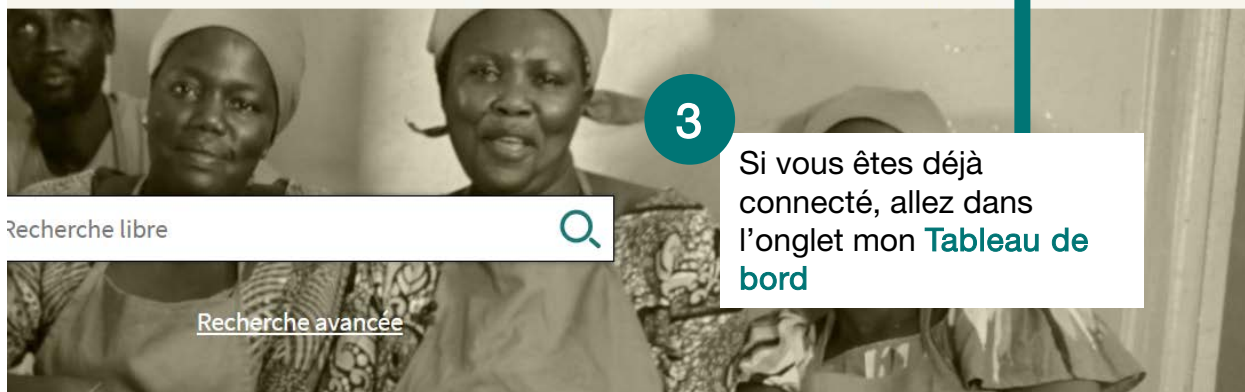 3
Si vous êtes déjà
connecté, allez dans
l’onglet mon Tableau de
bord
Recherche libre
Recherche avancée